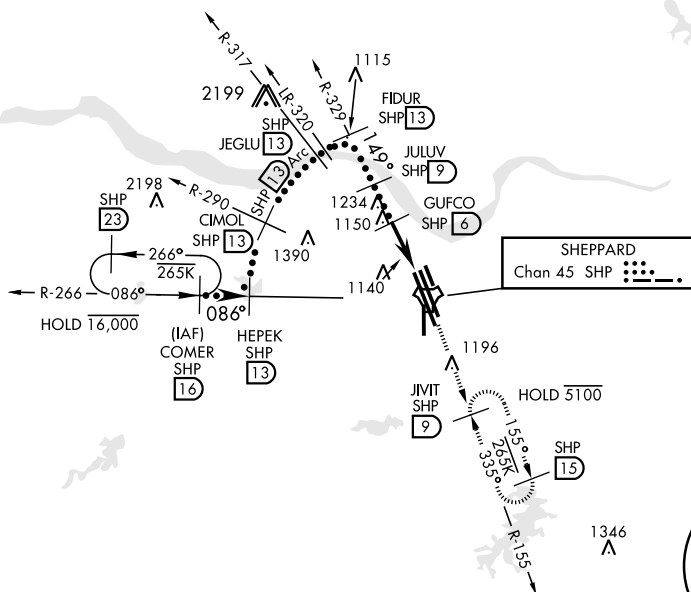 R-317
1115
2199
LR-320
R-329
FIDUR
SHP 13
SHP
JEGLU 13
149°
JULUV
SHP 9
SHP 13 Arc
2198
R-290
SHP
23
1234
GUFCO
SHP 6
1150
CIMOL
SHP 13
1390
SHEPPARD
Chan 45 SHP
266°
265K
1140
R-266
086°
086°
HOLD 16,000
(IAF)
COMER
SHP
16
HEPEK
SHP
13
1196
JIVIT
SHP
9
HOLD 5100
155°
265K
335°
SHP
15
R-155
1346